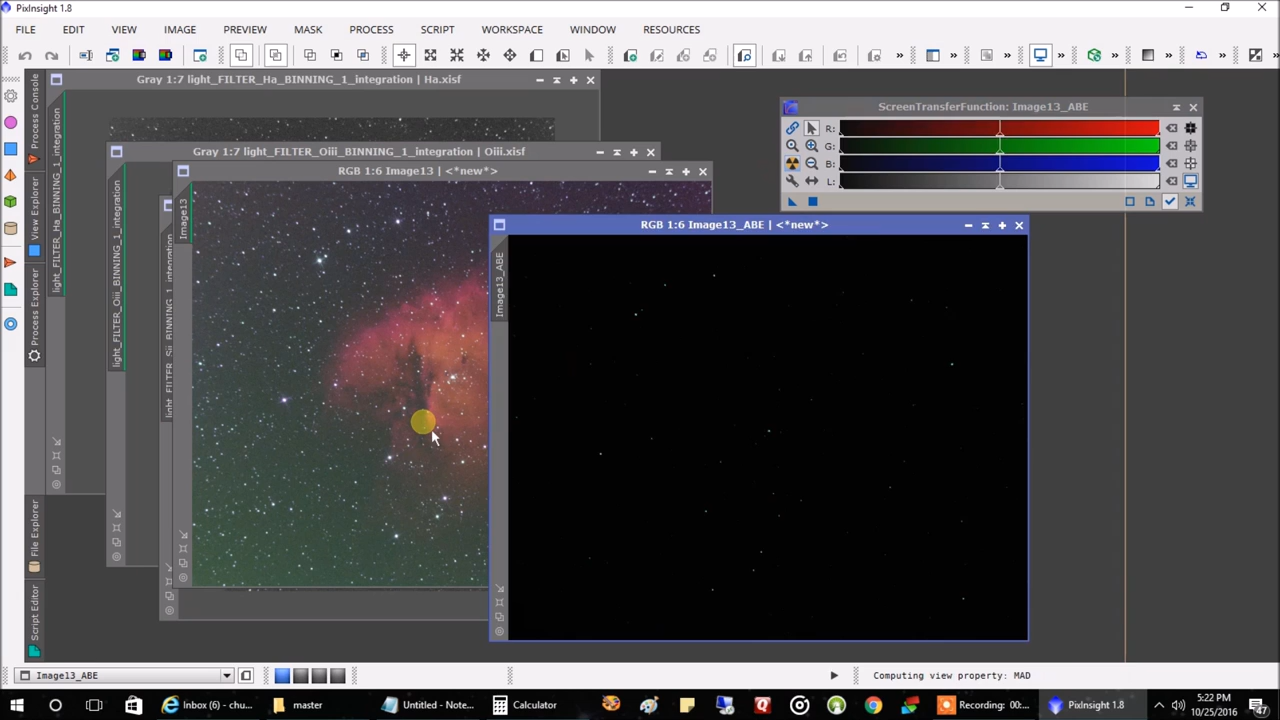 PixInsight 1.8
FILE EDIT VIEW IMAGE PREVIEW MASK PROCESS SCRIPT WORKSPACE WINDOW RESOURCES
Process Console
View Explorer
Process Explorer
File Explorer
Script Editor
Gray 1:7 light_FILTER_Ha_BINNING_1_integration | Ha.xisf
light_FILTER_Ha_BINNING_1_integration
Gray 1:7 light_FILTER_Oiii_BINNING_1_integration | Oiii.xisf
light_FILTER_Oiii_BINNING_1_integration
light_FILTER_Sii_BINNING_1_integration
RGB 1:6 Image13 | <*new*>
Image13
ScreenTransferFunction: Image13_ABE
R:
G:
B:
L:
RGB 1:6 Image13_ABE | <*new*>
Image13_ABE
Image13_ABE
Computing view property: MAD
Inbox (6) - chu...
master
Untitled - Note...
Calculator
Recording: 00:...
PixInsight 1.8
5:22 PM
10/25/2016
47